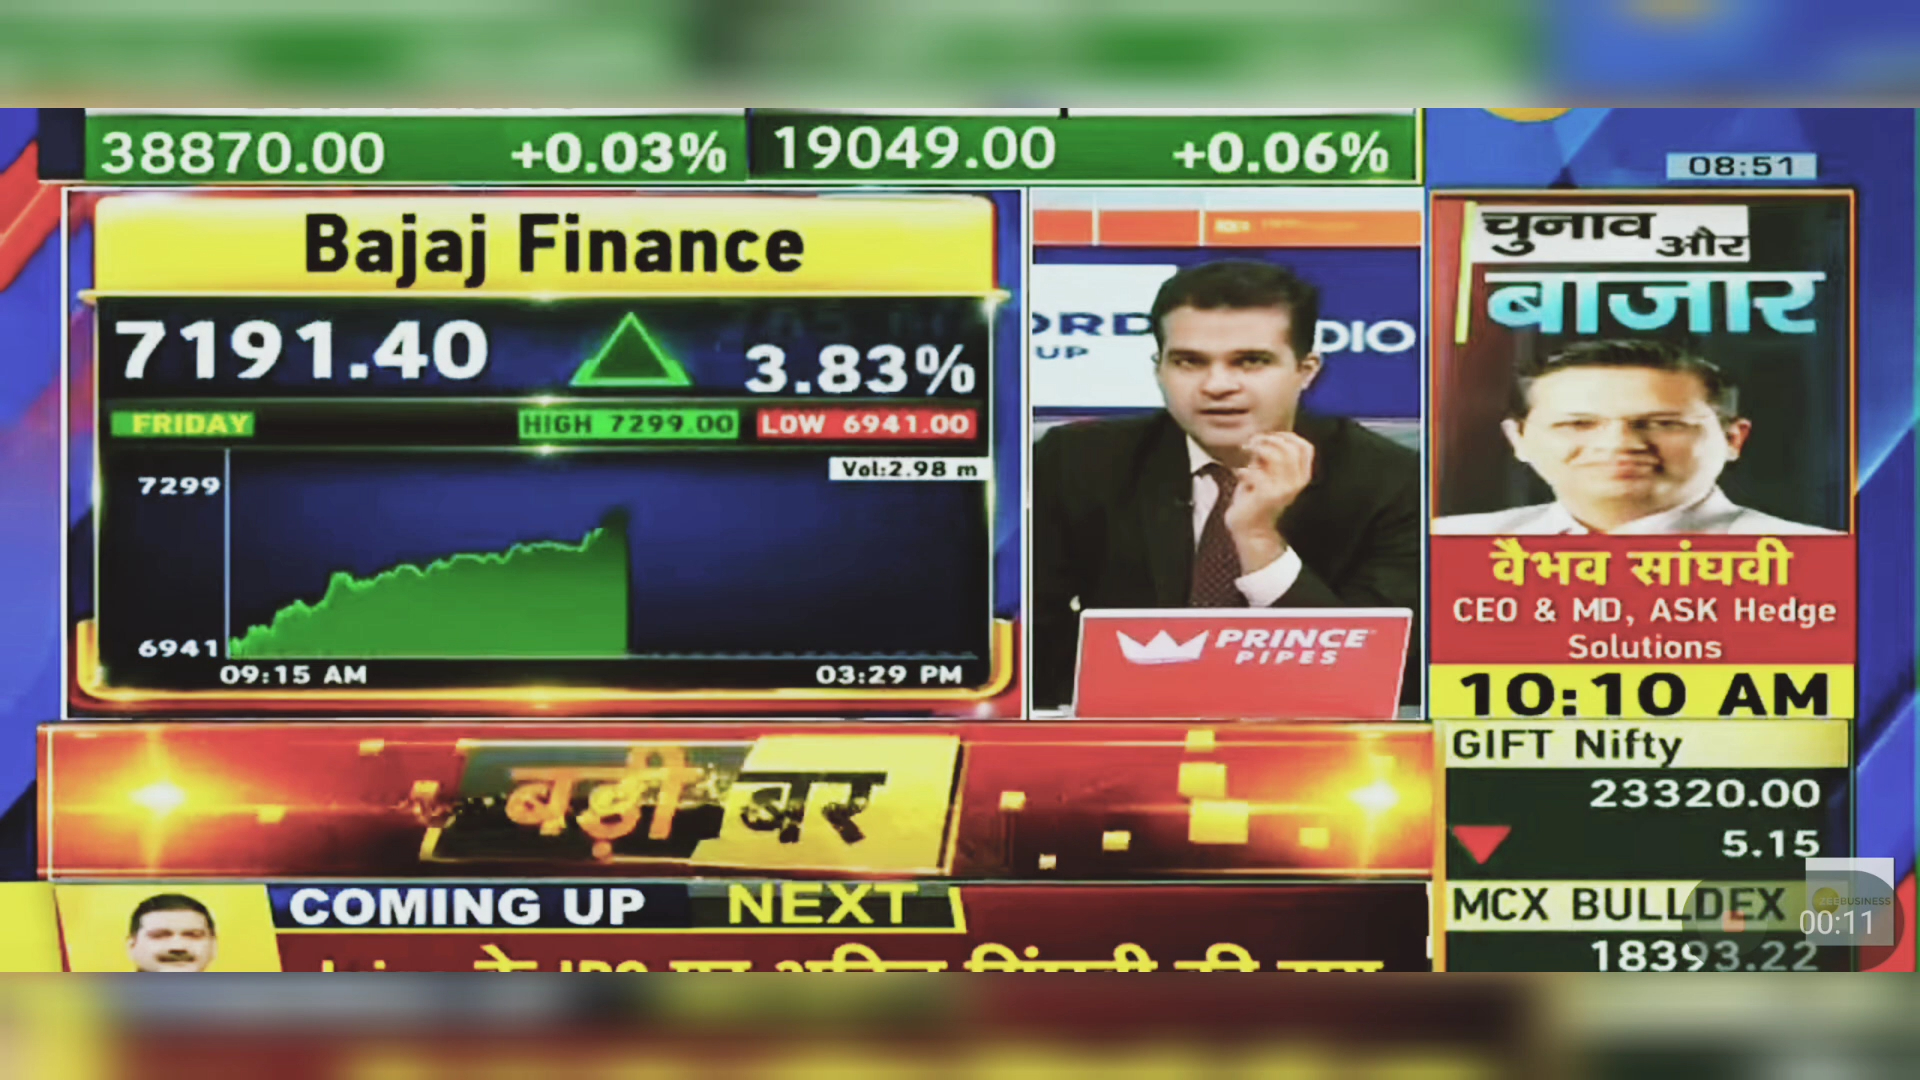 38870.00 +0.03% 19049.00 +0.06%
08:51
Bajaj Finance
7191.40 3.83%
FRIDAY HIGH 7299.00 LOW 6941.00
Vol:2.98 m
7299
6941
09:15 AM 03:29 PM
UP
DIO
PRINCE
PIPES
चुनाव और
बाजार
वैभव सांघवी
CEO & MD, ASK Hedge
Solutions
10:10 AM
GIFT Nifty
23320.00
5.15
MCX BULLDEX
18393.22
ZEEBUSINESS
00:11
COMING UP NEXT